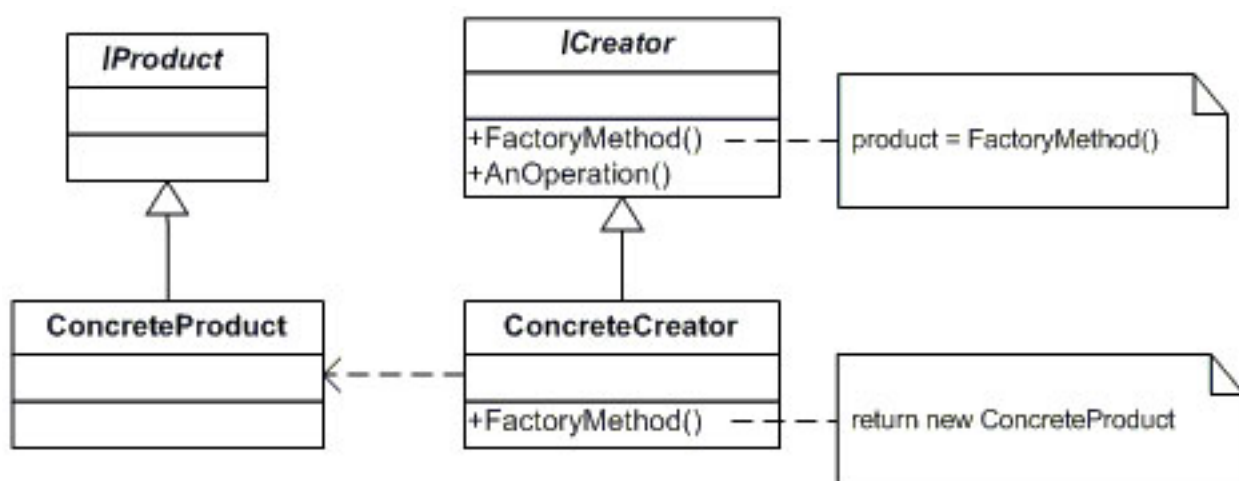 IProduct
ICreator
+FactoryMethod()
+AnOperation()
product = FactoryMethod()
ConcreteProduct
ConcreteCreator
+FactoryMethod()
return new ConcreteProduct